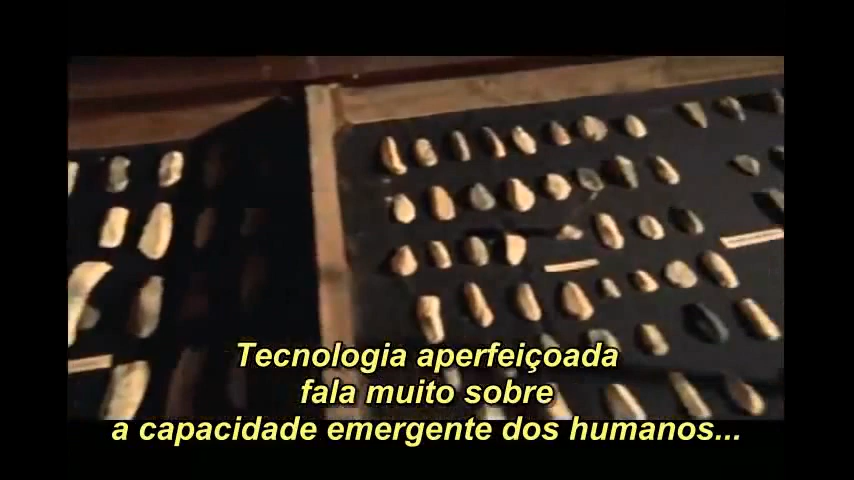 Tecnologia aperfeiçoada
fala muito sobre
a capacidade emergente dos humanos...